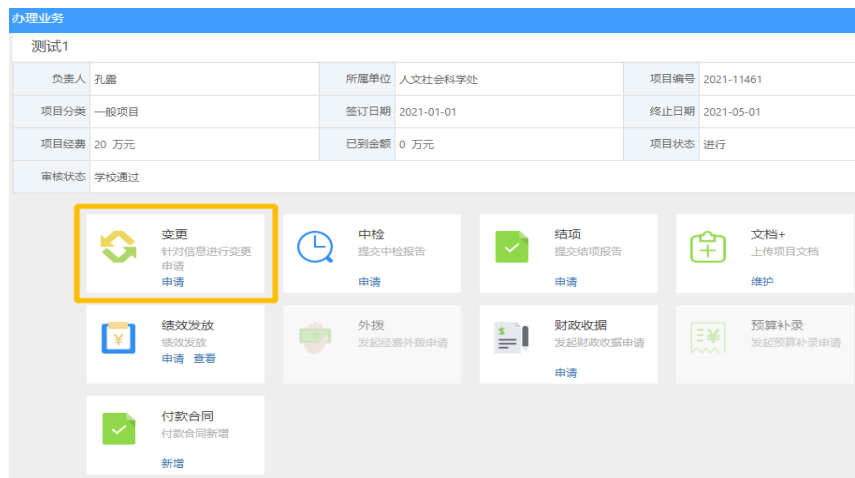 办理业务
测试1
负责人 孔露 所属单位 人文社会科学处 项目编号 2021-11461
项目分类 一般项目 签订日期 2021-01-01 终止日期 2021-05-01
项目经费 20 万元 已到金额 0 万元 项目状态 进行
审核状态 学校通过
变更
针对信息进行变更
申请
申请
中检
提交中检报告
申请
结项
提交结项报告
申请
文档+
上传项目文档
维护
绩效发放
绩效发放
申请 查看
外拨
发起经费外拨申请
财政收据
发起财政收据申请
申请
预算补录
发起预算补录申请
付款合同
付款合同新增
新增